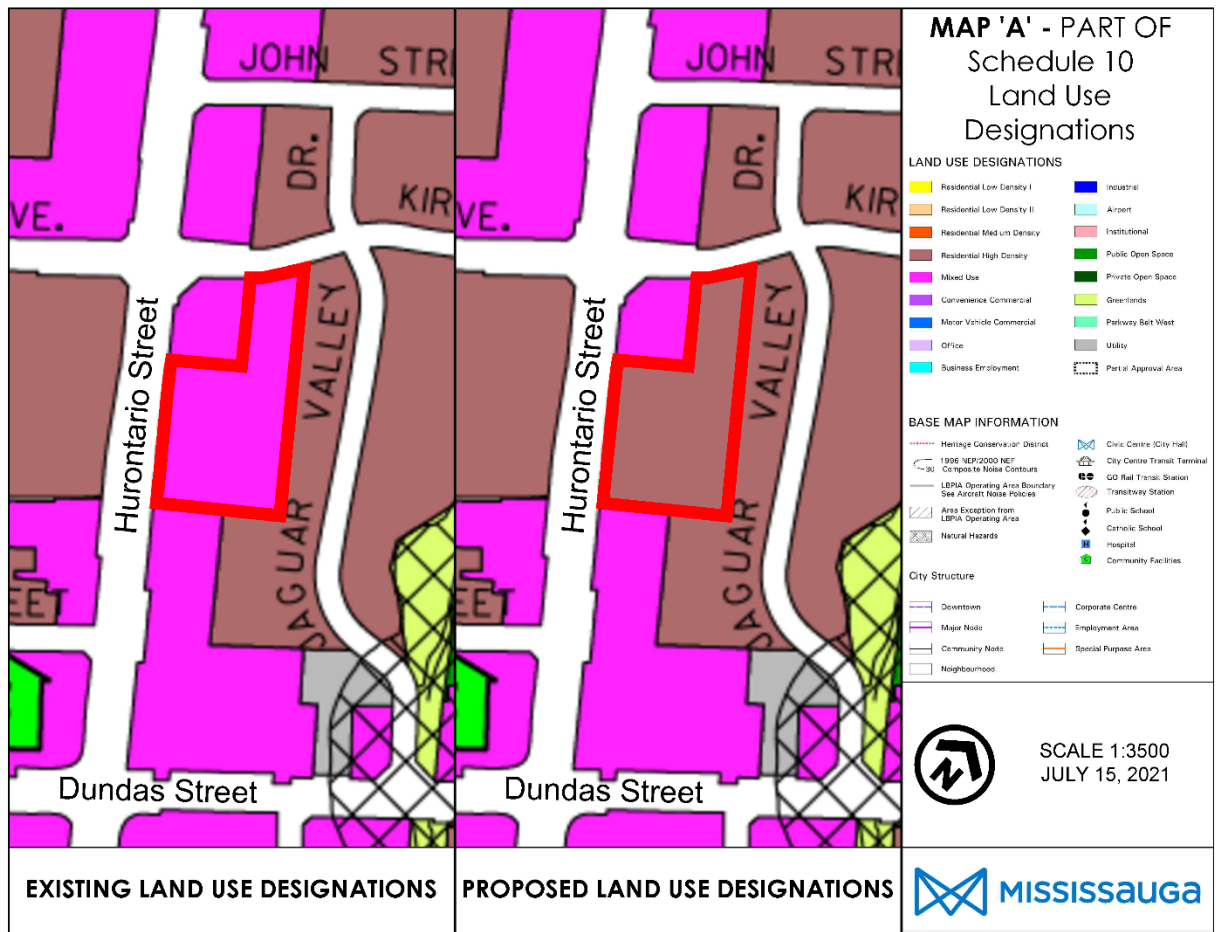 JOHN STRE
DR.
KIR
VE.
Hurontario Street
VALLEY
JAGUAR
EET
Dundas Street
EXISTING LAND USE DESIGNATIONS
JOHN STRE
DR.
KIR
VE.
Hurontario Street
VALLEY
JAGUAR
EET
Dundas Street
PROPOSED LAND USE DESIGNATIONS
MAP 'A' - PART OF
Schedule 10
Land Use
Designations
LAND USE DESIGNATIONS
Residential Low Density I
Residential Low Density II
Residential Medium Density
Residential High Density
Mixed Use
Convenience Commercial
Motor Vehicle Commercial
Office
Business Employment
Industrial
Airport
Institutional
Public Open Space
Private Open Space
Greenlands
Parkway Belt West
Utility
Partial Approval Area
BASE MAP INFORMATION
Heritage Conservation District
1996 NEP/2000 NEF
Composite Noise Contours
30
LBPIA Operating Area Boundary
See Aircraft Noise Policies
Area Exception from
LBPIA Operating Area
Natural Hazards
Civic Centre (City Hall)
City Centre Transit Terminal
GO Rail Transit Station
Transitway Station
Public School
Catholic School
H Hospital
Community Facilities
City Structure
Downtown
Major Node
Community Node
Neighbourhood
Corporate Centre
Employment Area
Special Purpose Area
N
SCALE 1:3500
JULY 15, 2021
MISSISSauGa